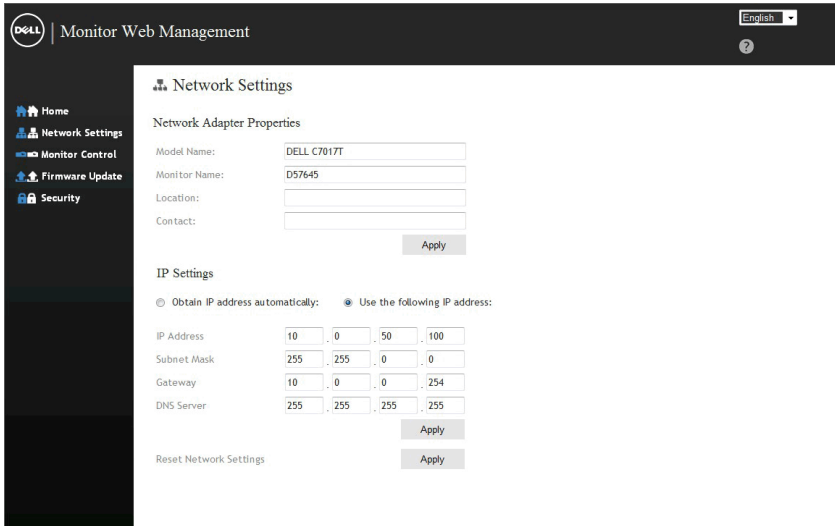 DELL | Monitor Web Management
English
?
Home
Network Settings
Monitor Control
Firmware Update
Security
Network Settings
Network Adapter Properties
Model Name: DELL C7017T
Monitor Name: D57645
Location:
Contact:
Apply
IP Settings
Obtain IP address automatically: Use the following IP address:
IP Address 10 . 0 . 50 . 100
Subnet Mask 255 . 255 . 0 . 0
Gateway 10 . 0 . 0 . 254
DNS Server 255 . 255 . 255 . 255
Apply
Reset Network Settings Apply